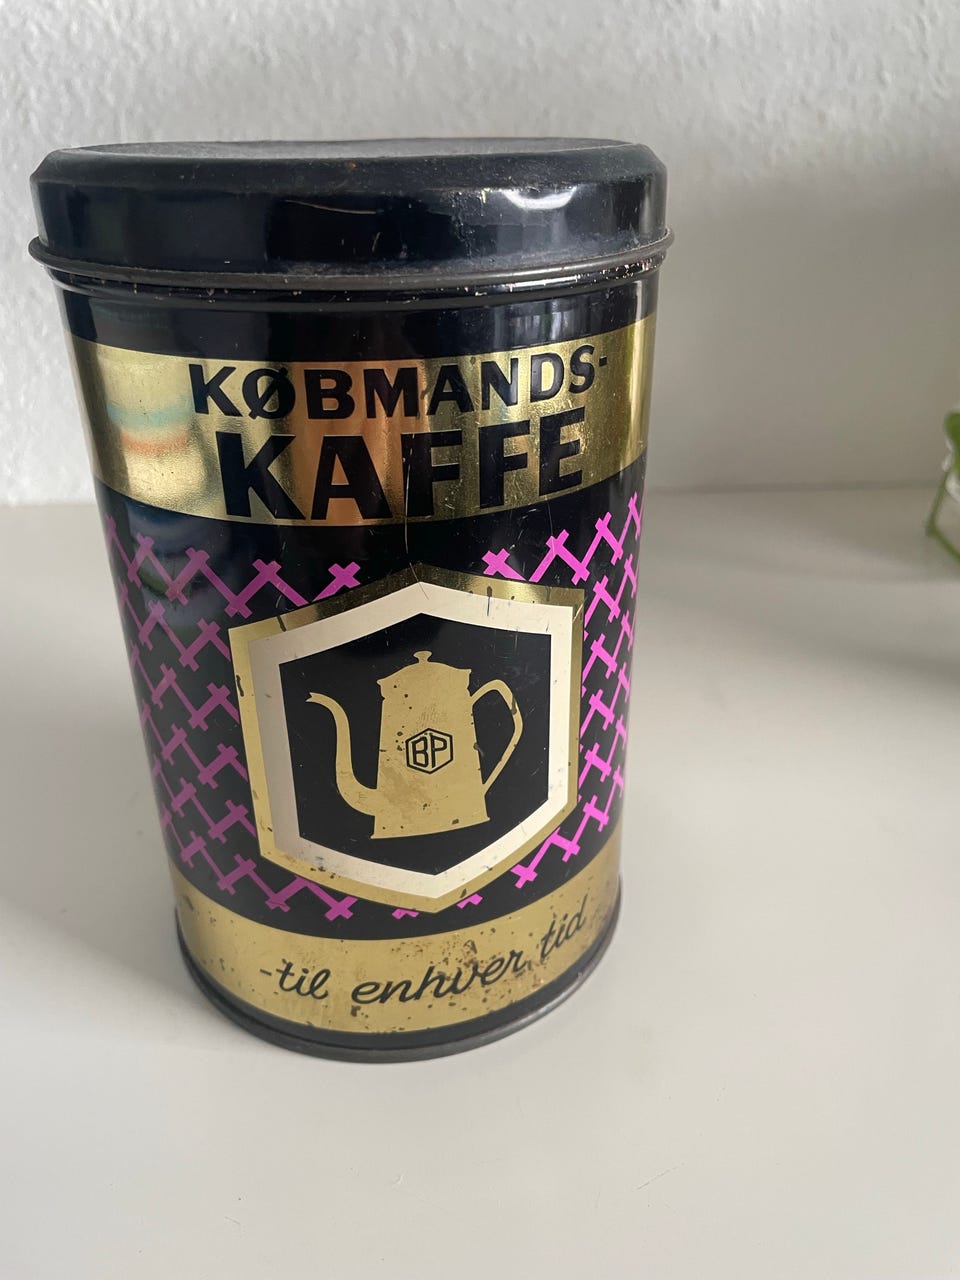 KØBMANDS-
KAFFE
BP
-til enhver tid